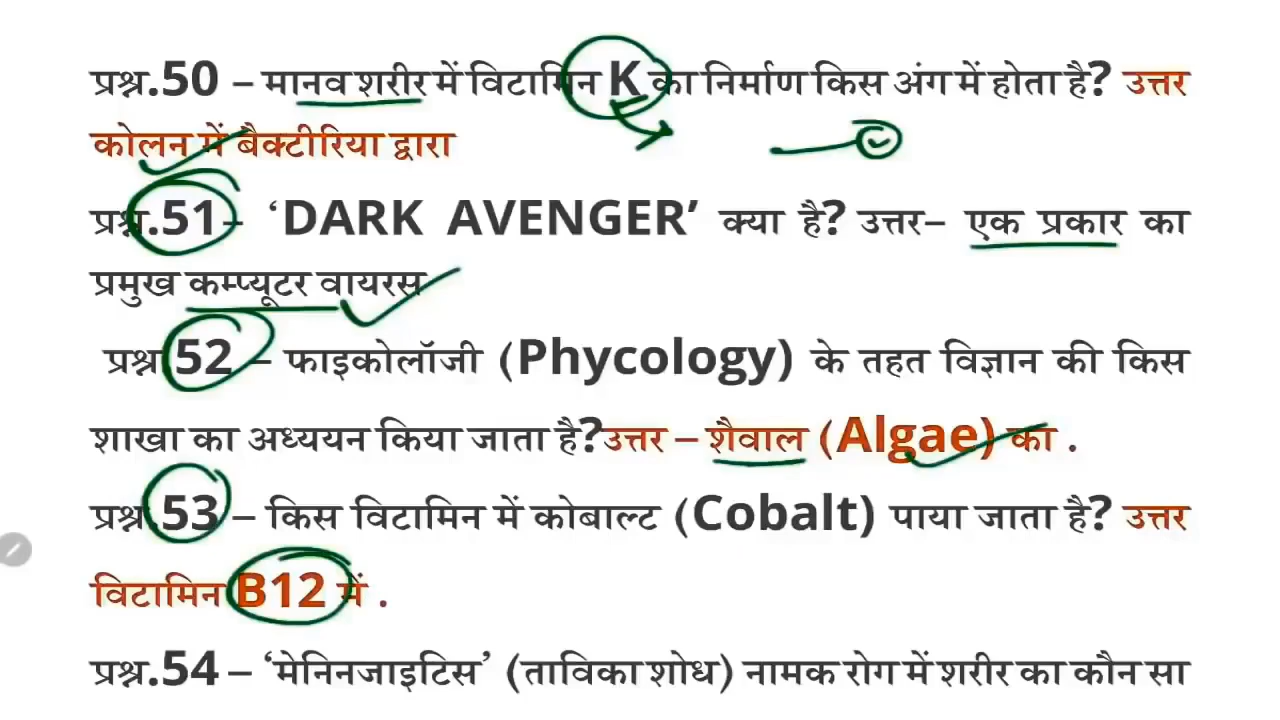 प्रश्न.50 – मानव शरीर में विटामिन K का निर्माण किस अंग में होता है? उत्तर
कोलन में बैक्टीरिया द्वारा
प्रश्न.51– ‘DARK AVENGER’ क्या है? उत्तर– एक प्रकार का
प्रमुख कम्प्यूटर वायरस
प्रश्न.52 – फाइकोलॉजी (Phycology) के तहत विज्ञान की किस
शाखा का अध्ययन किया जाता है?उत्तर – शैवाल (Algae) का .
प्रश्न.53 – किस विटामिन में कोबाल्ट (Cobalt) पाया जाता है? उत्तर
विटामिन B12 में .
प्रश्न.54 – ‘मेनिनजाइटिस’ (ताविका शोध) नामक रोग में शरीर का कौन सा